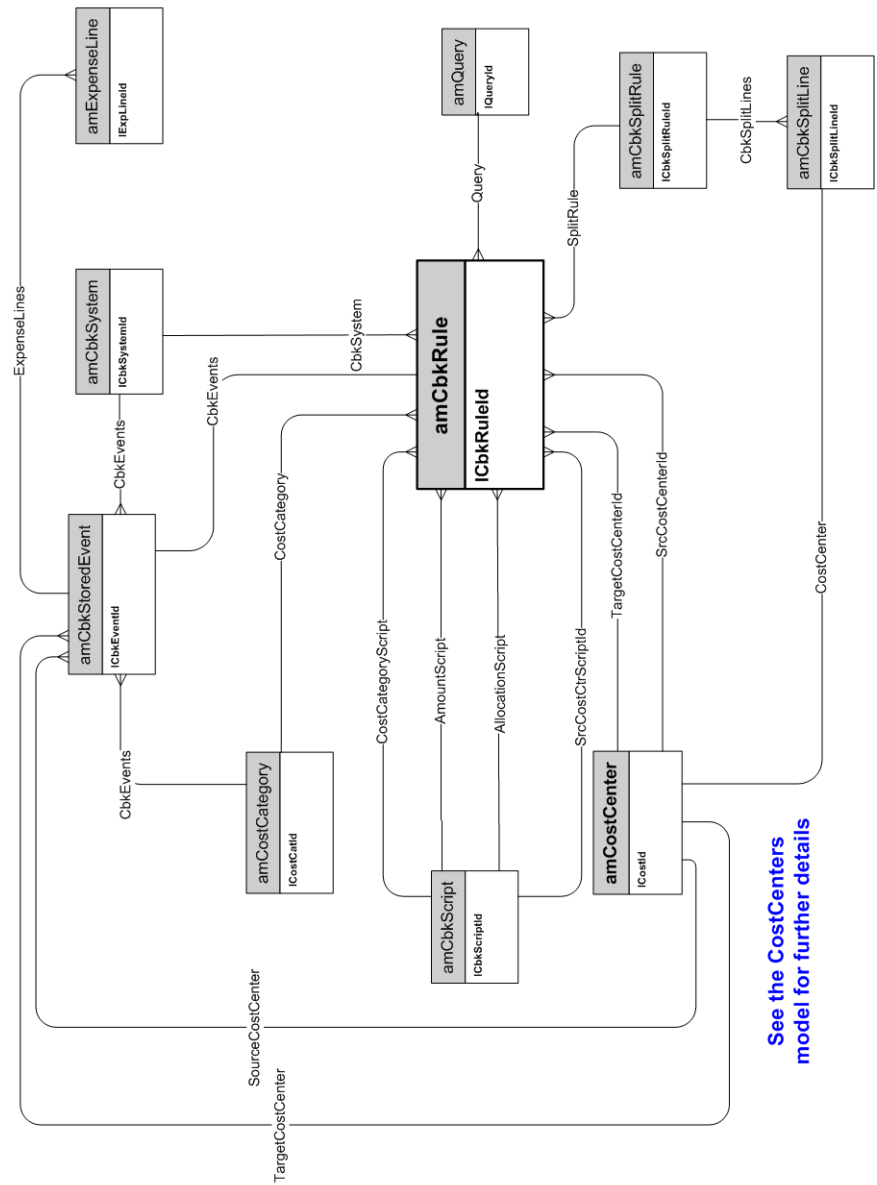 ExpenseLines
amExpenseLine
lExpLineId
amCbkStoredEvent
lCbkEventId
CbkEvents
amCbkSystem
lCbkSystemId
CbkEvents
CbkEvents
CbkSystem
TargetCostCenter
SourceCostCenter
amCostCategory
lCostCatId
CostCategory
CostCategoryScript
AmountScript
AllocationScript
SrcCostCtrScriptId
amCbkScript
lCbkScriptId
amCbkRule
lCbkRuleId
Query
amQuery
lQueryId
SplitRule
TargetCostCenterId
SrcCostCenterId
amCostCenter
lCostId
amCbkSplitRule
lCbkSplitRuleId
CbkSplitLines
CostCenter
amCbkSplitLine
lCbkSplitLineId
See the CostCenters
model for further details